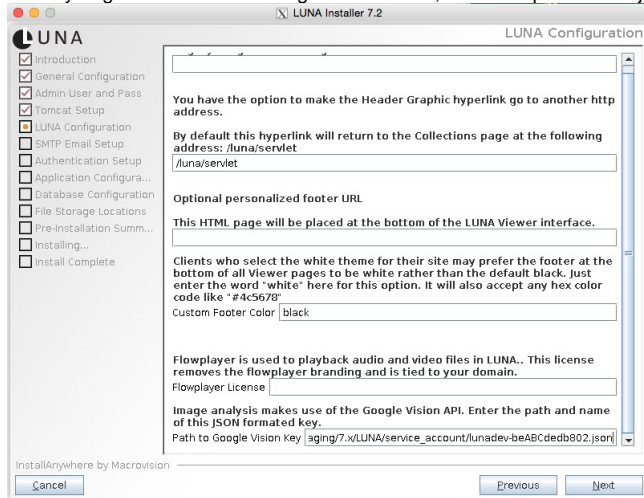 LUNA Installer 7.2
LUNA
LUNA Configuration
Introduction
General Configuration
Admin User and Pass
Tomcat Setup
LUNA Configuration
SMTP Email Setup
Authentication Setup
Application Configura...
Database Configuration
File Storage Locations
Pre-Installation Summ...
Installing...
Install Complete
You have the option to make the Header Graphic hyperlink go to another http
address.
By default this hyperlink will return to the Collections page at the following
address: /luna/servlet
/luna/servlet
Optional personalized footer URL
This HTML page will be placed at the bottom of the LUNA Viewer interface.
Clients who select the white theme for their site may prefer the footer at the
bottom of all Viewer pages to be white rather than the default black. Just
enter the word "white" here for this option. It will also accept any hex color
code like "#4c5678"
Custom Footer Color black
Flowplayer is used to playback audio and video files in LUNA.. This license
removes the flowplayer branding and is tied to your domain.
Flowplayer License
Image analysis makes use of the Google Vision API. Enter the path and name
of this JSON formated key.
Path to Google Vision Key aging/7.x/LUNA/service_account/lunadev-beABCdedb802.json
InstallAnywhere by Macrovision
Cancel
Previous
Next